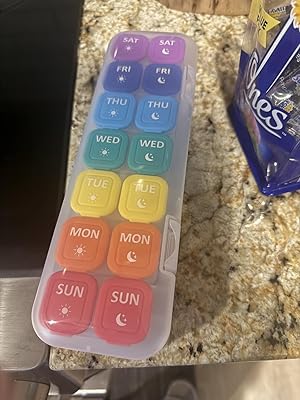 SAT SAT
FRI FRI
THU THU
WED WED
TUE TUE
MON MON
SUN SUN